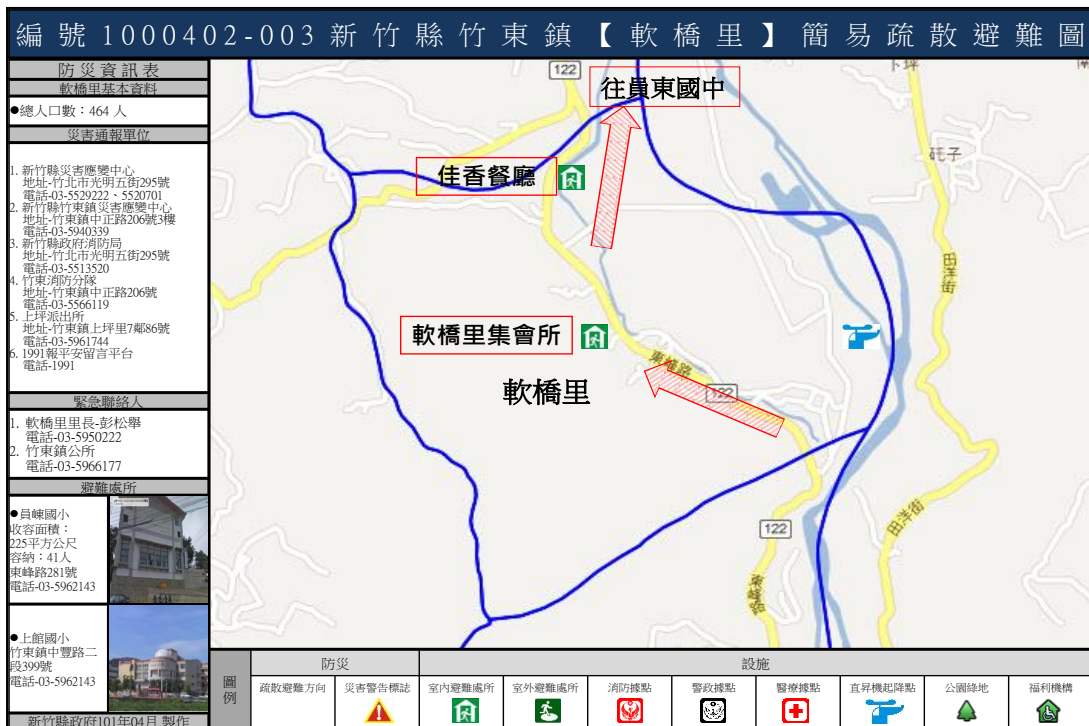 編號1000402-003新竹縣竹東鎮【軟橋里】簡易疏散避難圖
防災資訊表
軟橋里基本資料
●總人口數：464 人
災害通報單位
1. 新竹縣災害應變中心
地址-竹北市光明五街295號
電話-03-5529222、5520701
2. 新竹縣竹東鎮災害應變中心
地址-竹東鎮中正路206號3樓
電話-03-5940339
3. 新竹縣政府消防局
地址-竹北市光明五街295號
電話-03-5513520
4. 竹東消防分隊
地址-竹東鎮中正路206號
電話-03-5566119
5. 上坪派出所
地址-竹東鎮上坪里7鄰86號
電話-03-5961744
6. 1991報平安留言平台
電話-1991
緊急聯絡人
1. 軟橋里里長-彭松舉
電話-03-5950222
2. 竹東鎮公所
電話-03-5966177
避難處所
●員崠國小
收容面積：
225平方公尺
容納：41人
東峰路281號
電話-03-5962143
●上館國小
竹東鎮中豐路二
段399號
電話-03-5962143
新竹縣政府101年04月 製作
122
往員東國中
下坪
砳子
佳香餐廳
田洋街
軟橋里集會所
東峰路
軟橋里
122
田洋街
122
東峰路
圖例
防災
設施
疏散避難方向
災害警告標誌
室內避難處所
室外避難處所
消防據點
警政據點
醫療據點
直昇機起降點
公園綠地
福利機構